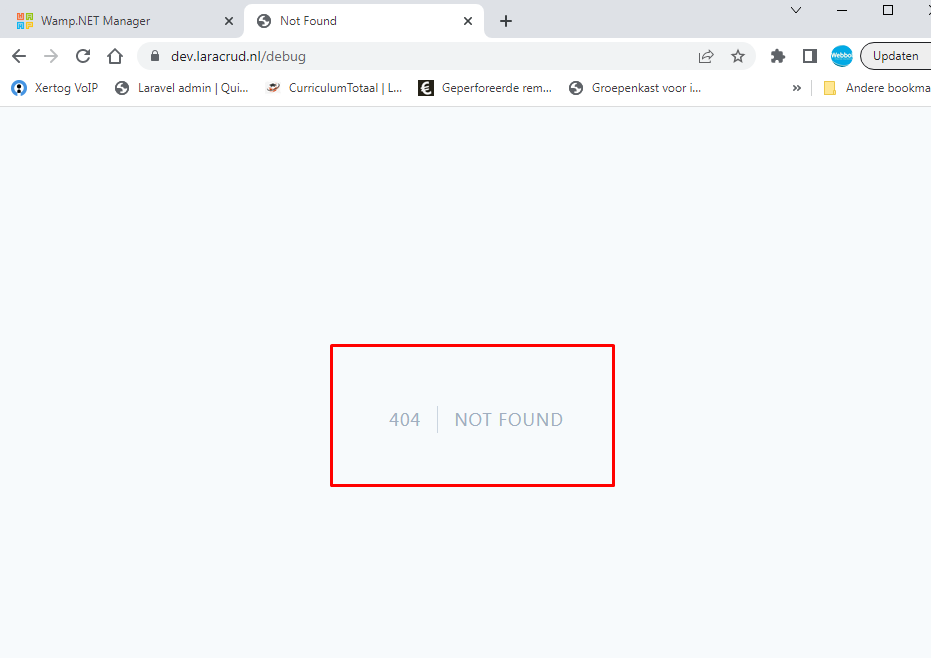 Wamp.NET Manager
Not Found
dev.laracrud.nl/debug
Webbol
Updaten
Xertog VoIP
Laravel admin | Qui...
CurriculumTotaal | L...
€
Geperforeerde rem...
Groepenkast voor i...
»
Andere bookma
404
NOT FOUND